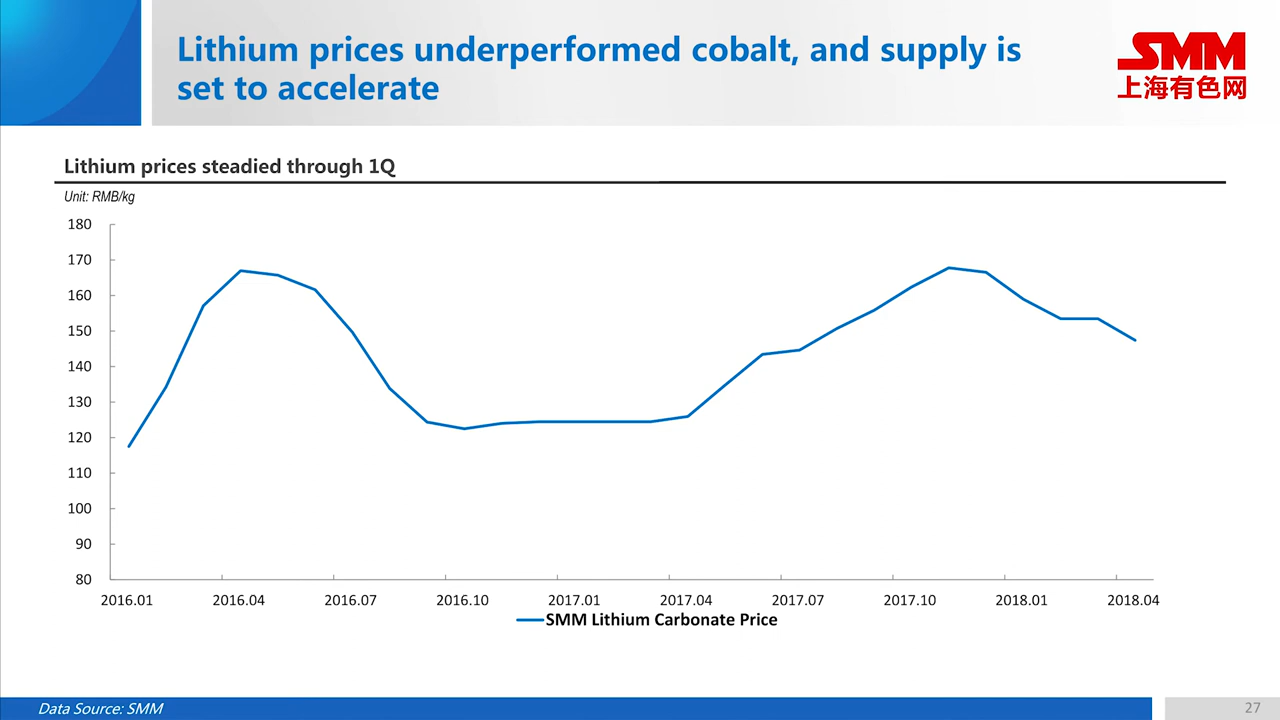 Lithium prices underperformed cobalt, and supply is
set to accelerate
SMM
上海有色网
Lithium prices steadied through 1Q
Unit: RMB/kg
180
170
160
150
140
130
120
110
100
90
80
2016.01 2016.04 2016.07 2016.10 2017.01 2017.04 2017.07 2017.10 2018.01 2018.04
SMM Lithium Carbonate Price
Data Source: SMM
27